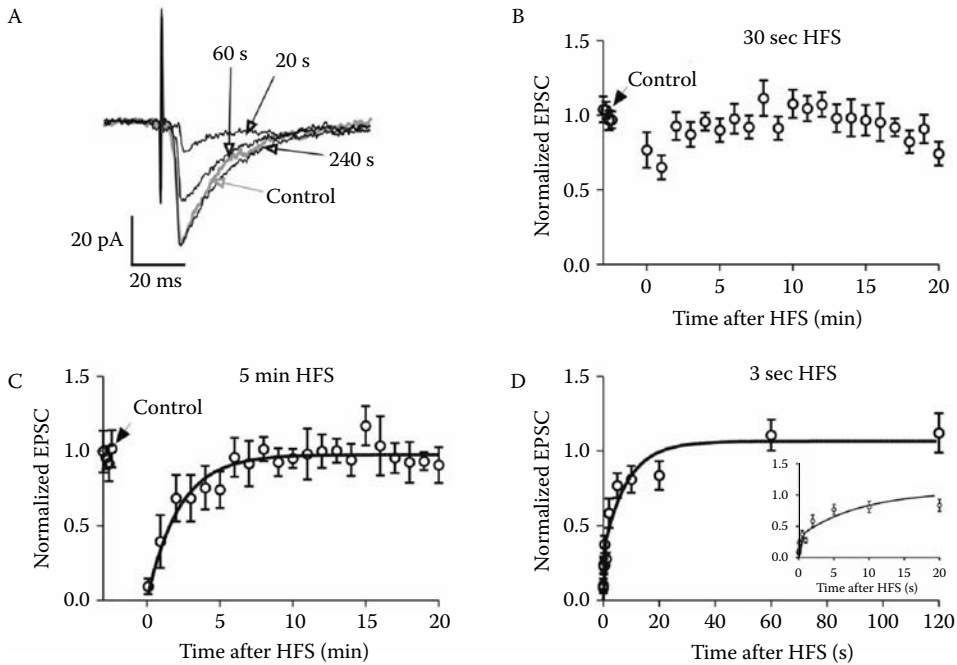 A
60 s
20 s
240 s
Control
20 pA
20 ms
B
30 sec HFS
Normalized EPSC
1.5
1.0
0.5
0.0
Control
0
5
10
15
20
Time after HFS (min)
C
5 min HFS
Normalized EPSC
1.5
1.0
0.5
0.0
Control
0
5
10
15
20
Time after HFS (min)
D
3 sec HFS
Normalized EPSC
1.5
1.0
0.5
0.0
0
20
40
60
80
100
120
Time after HFS (s)
1.5
1.0
0.5
0.0
0
5
10
15
20
Time after HFS (s)